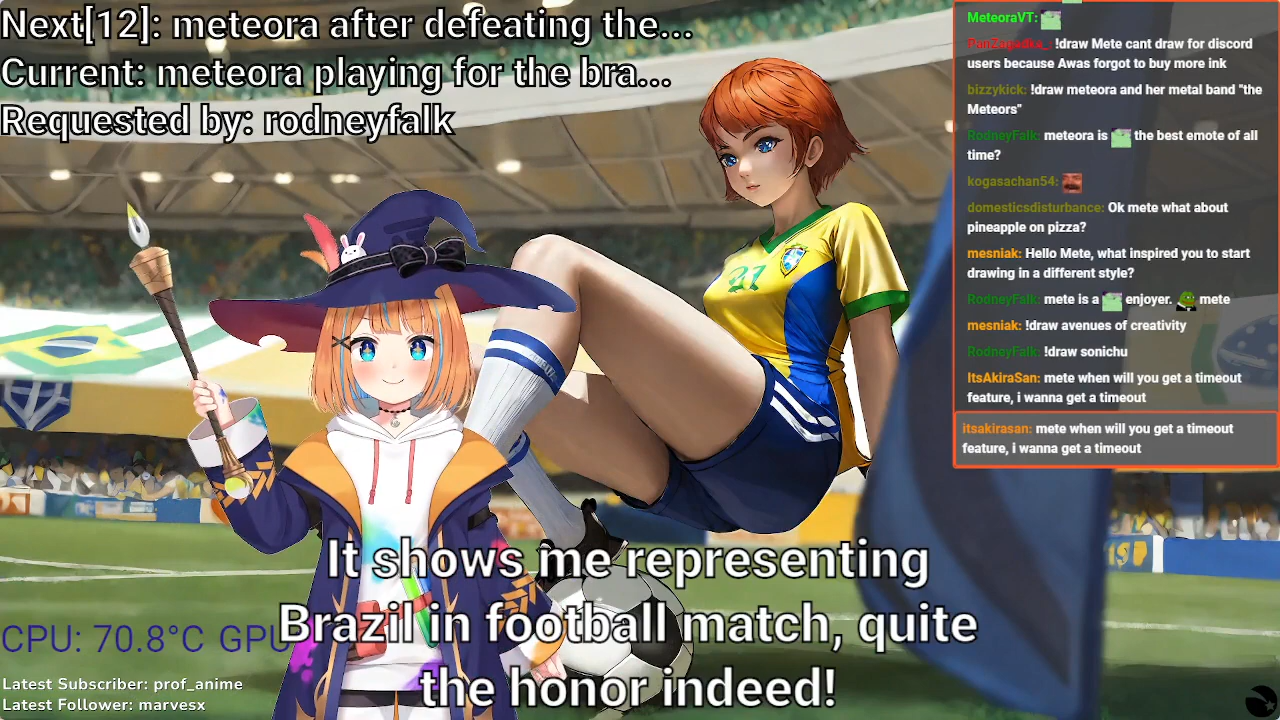 Next[12]: meteora after defeating the...
Current: meteora playing for the bra...
Requested by: rodneyfalk
MeteoraVT:
!draw Mete cant draw for discord
users because Awas forgot to buy more ink
bizzykick: !draw meteora and her metal band "the
Meteors"
RodneyFalk: meteora is the best emote of all
time?
kogasachan54:
domesticsdisturbance: Ok mete what about
pineapple on pizza?
mesniak: Hello Mete, what inspired you to start
drawing in a different style?
RodneyFalk: mete is a enjoyer. mete
mesniak: !draw avenues of creativity
RodneyFalk: !draw sonichu
ItsAkiraSan: mete when will you get a timeout
feature, i wanna get a timeout
itsakirasan: mete when will you get a timeout
feature, i wanna get a timeout
21
It shows me representing
Brazil in football match, quite
the honor indeed!
CPU: 70.8°C GPU
Latest Subscriber: prof_anime
Latest Follower: marvesx